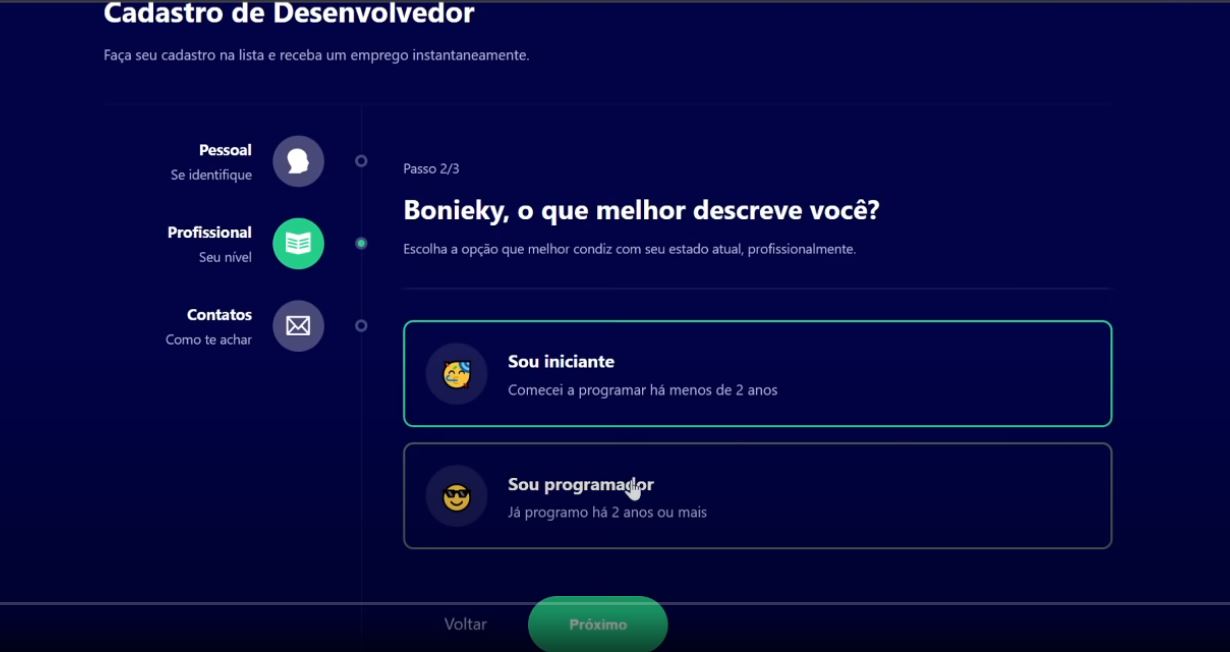 Cadastro de Desenvolvedor
Faça seu cadastro na lista e receba um emprego instantaneamente.
Pessoal
Se identifique
Profissional
Seu nível
Contatos
Como te achar
Passo 2/3
Bonieky, o que melhor descreve você?
Escolha a opção que melhor condiz com seu estado atual, profissionalmente.
Sou iniciante
Comecei a programar há menos de 2 anos
Sou programador
Já programo há 2 anos ou mais
Voltar
Próximo